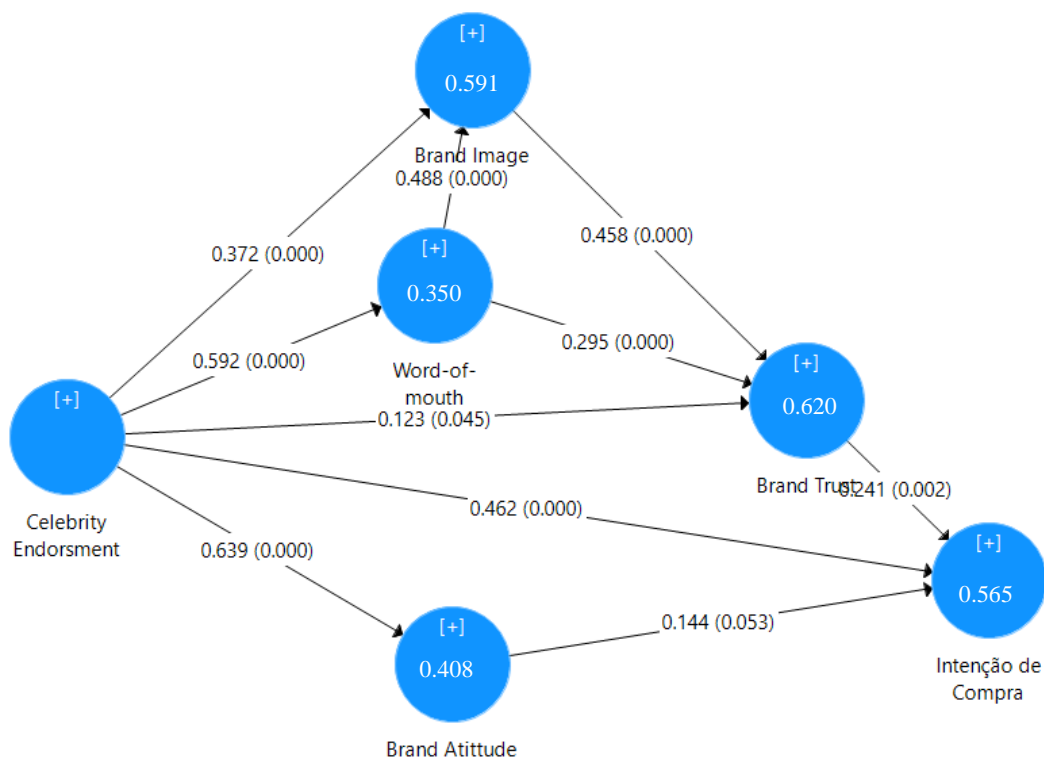 [+]
0.591
Brand Image
0.488 (0.000)
0.372 (0.000)
0.458 (0.000)
[+]
0.350
Word-of-
mouth
0.592 (0.000)
0.295 (0.000)
[+]
0.620
Brand Trust
0.123 (0.045)
[+]
Celebrity
Endorsment
0.241 (0.002)
0.462 (0.000)
0.639 (0.000)
[+]
0.565
Intenção de
Compra
0.144 (0.053)
[+]
0.408
Brand Atittude